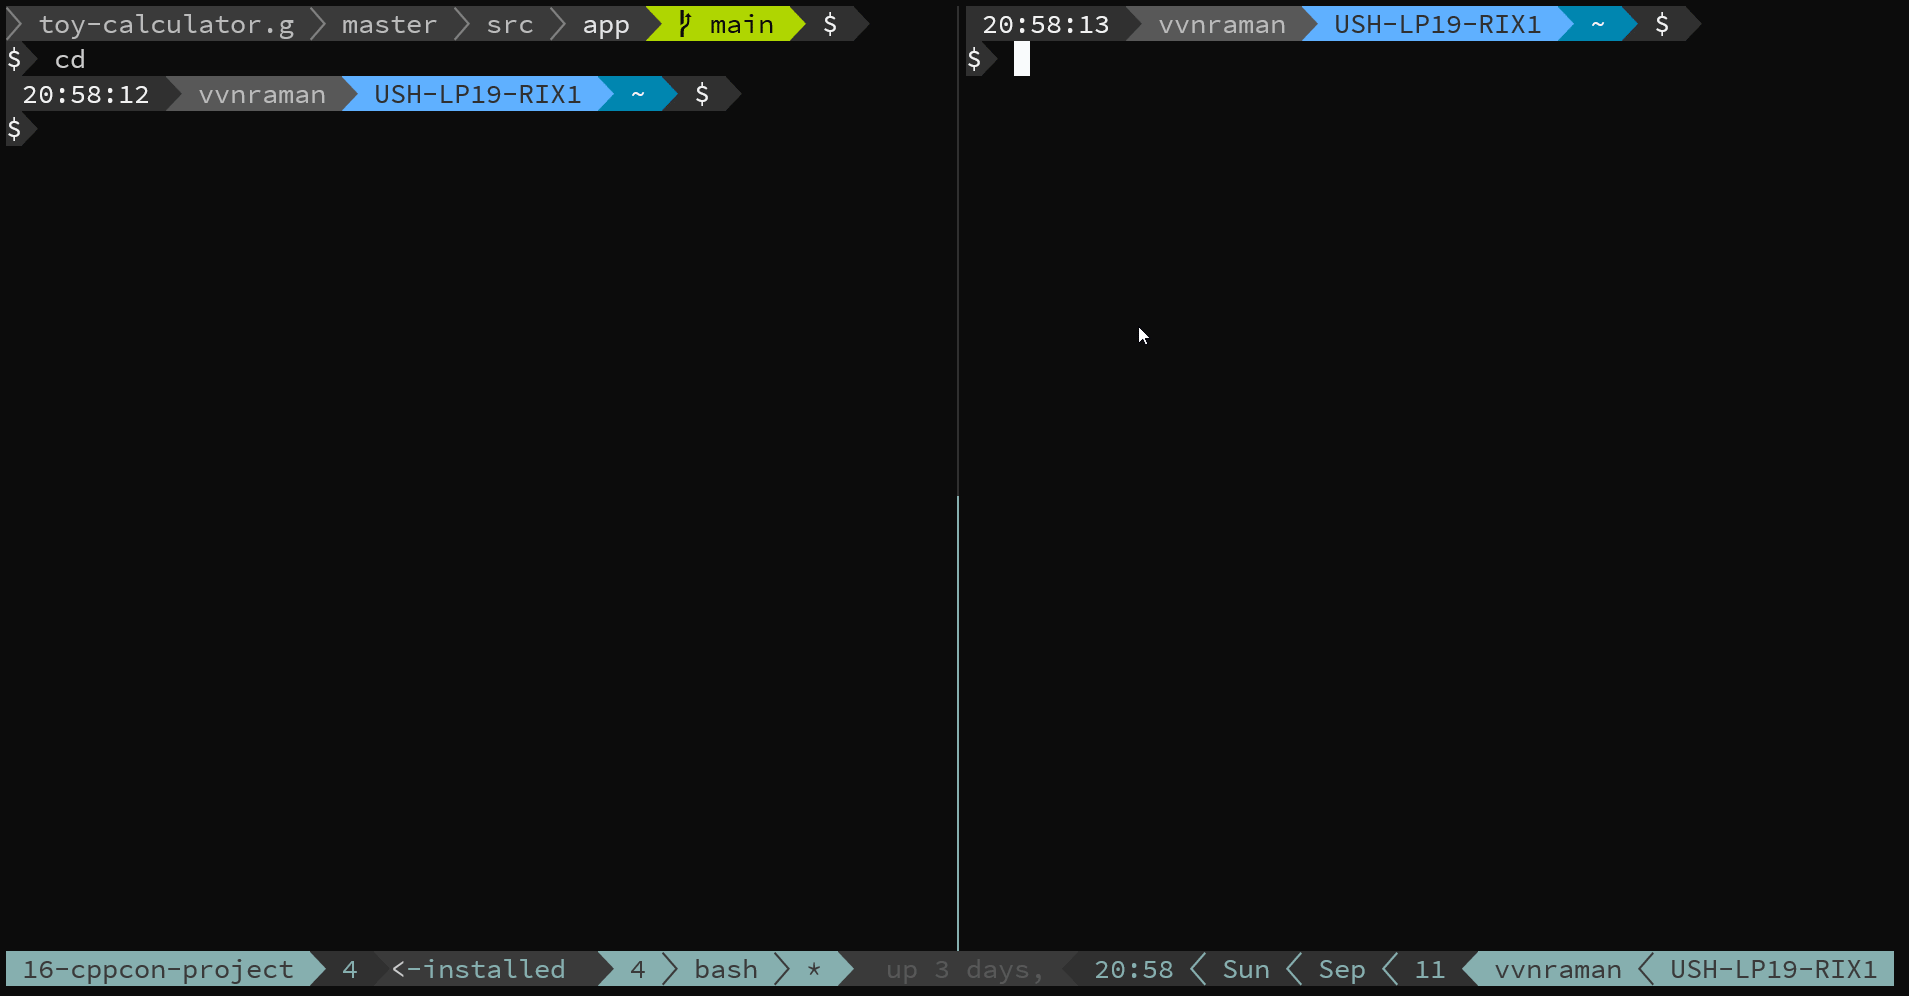 toy-calculator.g master src app main $
$ cd
20:58:12 vvnraman USH-LP19-RIX1 ~ $
$
20:58:13 vvnraman USH-LP19-RIX1 ~ $
$
16-cppcon-project 4 <-installed 4 bash * up 3 days, 20:58 Sun Sep 11 vvnraman USH-LP19-RIX1